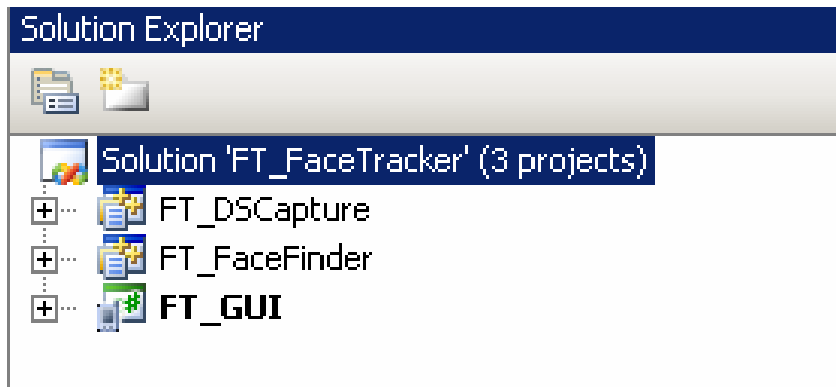 Solution Explorer
Solution 'FT_FaceTracker' (3 projects)
FT_DSCapture
FT_FaceFinder
FT_GUI